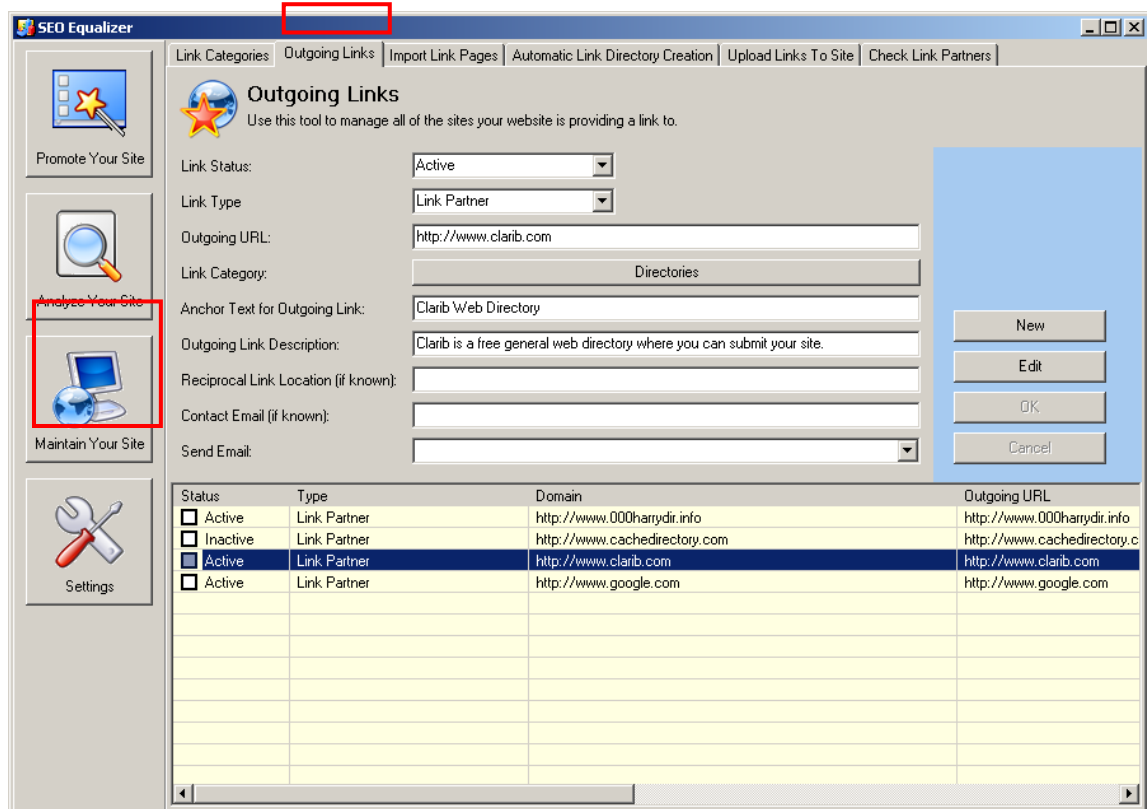 SEO Equalizer
Link Categories Outgoing Links Import Link Pages Automatic Link Directory Creation Upload Links To Site Check Link Partners
Outgoing Links
Use this tool to manage all of the sites your website is providing a link to.
Promote Your Site
Analyze Your Site
Maintain Your Site
Settings
Link Status: Active
Link Type Link Partner
Outgoing URL: http://www.clarib.com
Link Category: Directories
Anchor Text for Outgoing Link: Clarib Web Directory
Outgoing Link Description: Clarib is a free general web directory where you can submit your site.
Reciprocal Link Location (if known):
Contact Email (if known):
Send Email:
New
Edit
OK
Cancel
Status Type Domain Outgoing URL
Active Link Partner http://www.000harrydir.info http://www.000harrydir.info
Inactive Link Partner http://www.cachedirectory.com http://www.cachedirectory.c
Active Link Partner http://www.clarib.com http://www.clarib.com
Active Link Partner http://www.google.com http://www.google.com